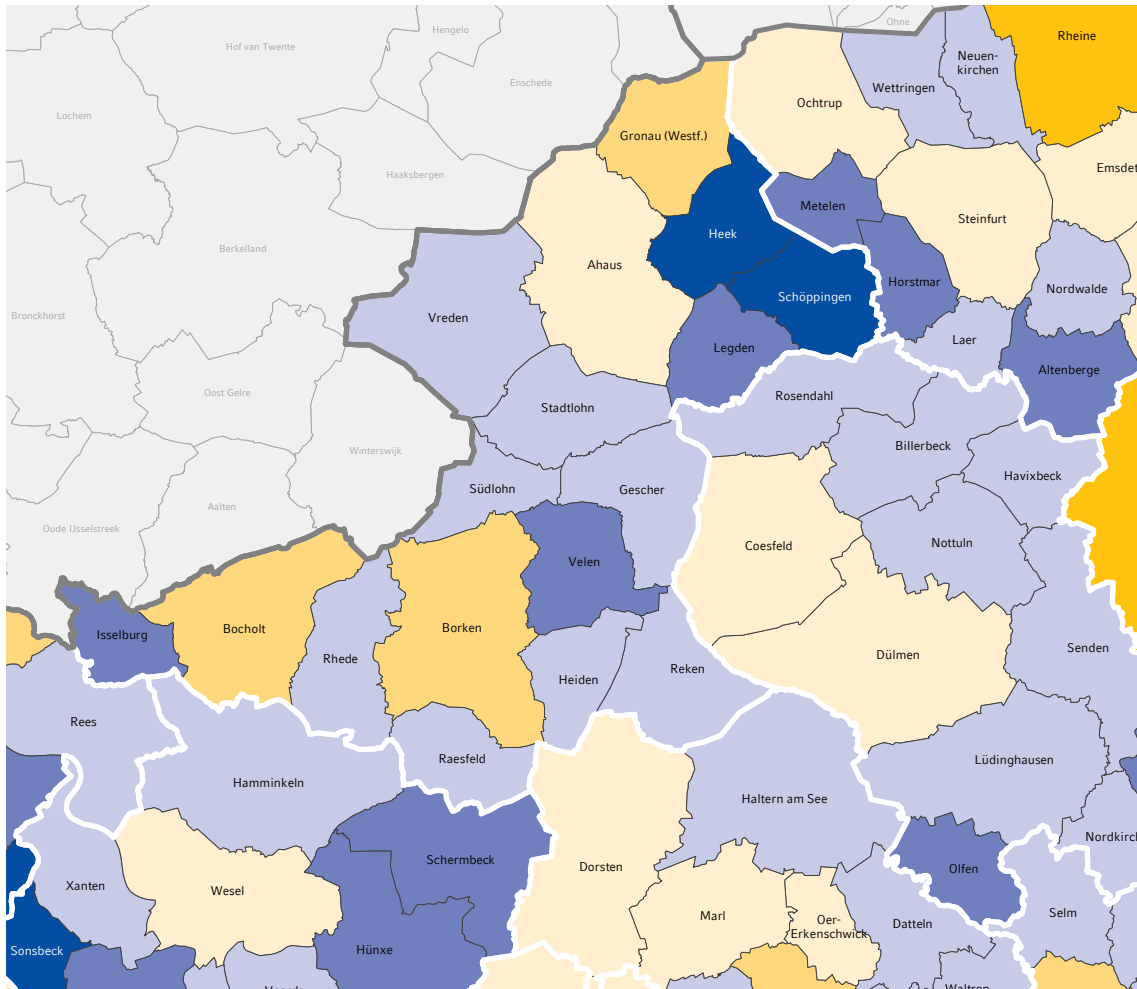 Ohne
Hengelo
Rheine
Hof van Twente
Neuen-
kirchen
Enschede
Wettringen
Ochtrup
Lochem
Gronau (Westf.)
Emsdet
Haaksbergen
Metelen
Steinfurt
Heek
Berkelland
Ahaus
Horstmar
Nordwalde
Schöppingen
Bronckhorst
Vreden
Laer
Legden
Altenberge
Oost Gelre
Rosendahl
Stadtlohn
Billerbeck
Winterswijk
Havixbeck
Südlohn
Gescher
Aalten
Oude IJsselstreek
Nottuln
Coesfeld
Velen
Isselburg
Bocholt
Borken
Senden
Dülmen
Rhede
Reken
Heiden
Rees
Raesfeld
Lüdinghausen
Hamminkeln
Haltern am See
Nordkirch
Schermbeck
Dorsten
Olfen
Xanten
Wesel
Selm
Marl
Oer-
Erkenschwick
Datteln
Sonsbeck
Hünxe